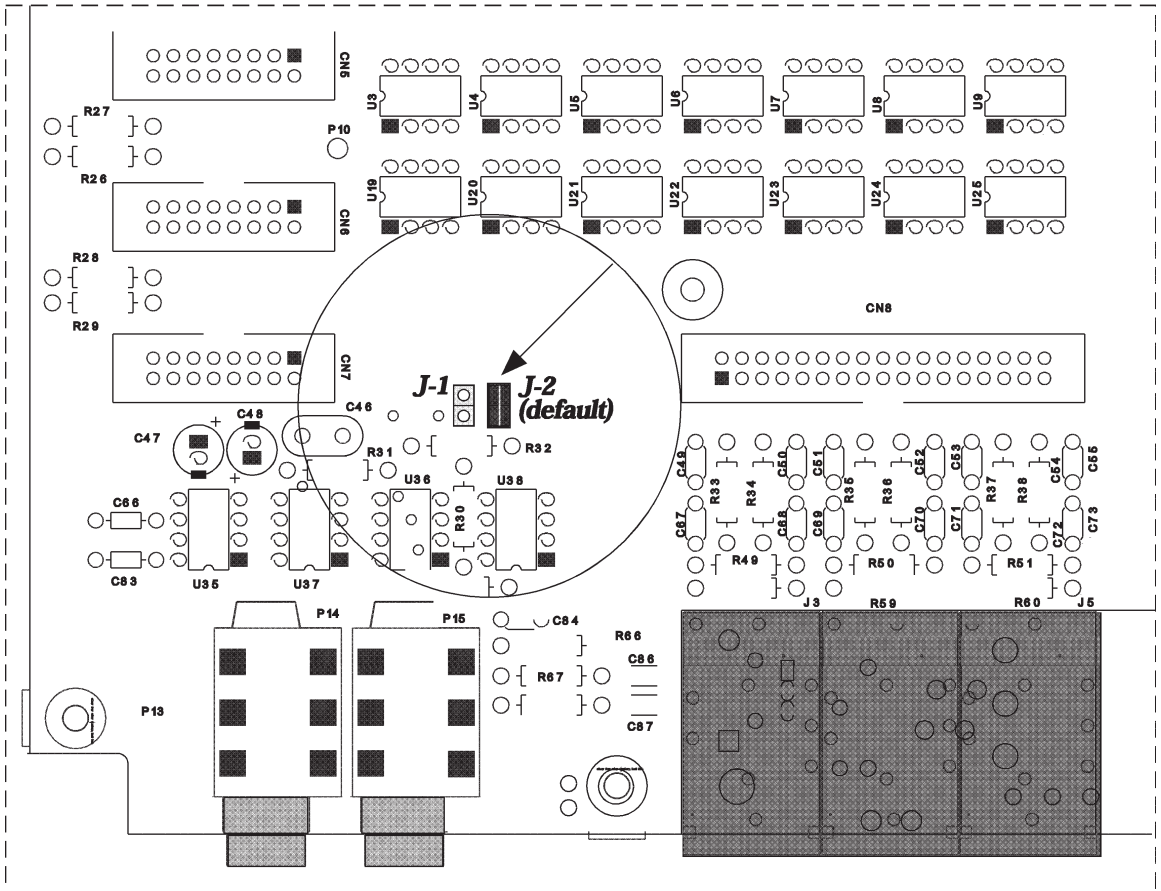 CN5
U3 U4 U5 U6 U7 U8 U9
R27
P10
R26
CN6
U19 U20 U21 U22 U23 U24 U25
R28
CN8
R29
CN7
J-1
J-2
(default)
C47
C48
C46
R31
R32
C49 C50 C51 C52 C53 C54 C55
R33 R34 R35 R36 R37 R38
U36
U38
C66
R30
C67 C68 C69 C70 C71 C72 C73
C83
U35
U37
R49
R50
R51
P14
P15
C84
J3
R59
R60
J5
R66
C86
R67
P13
C87